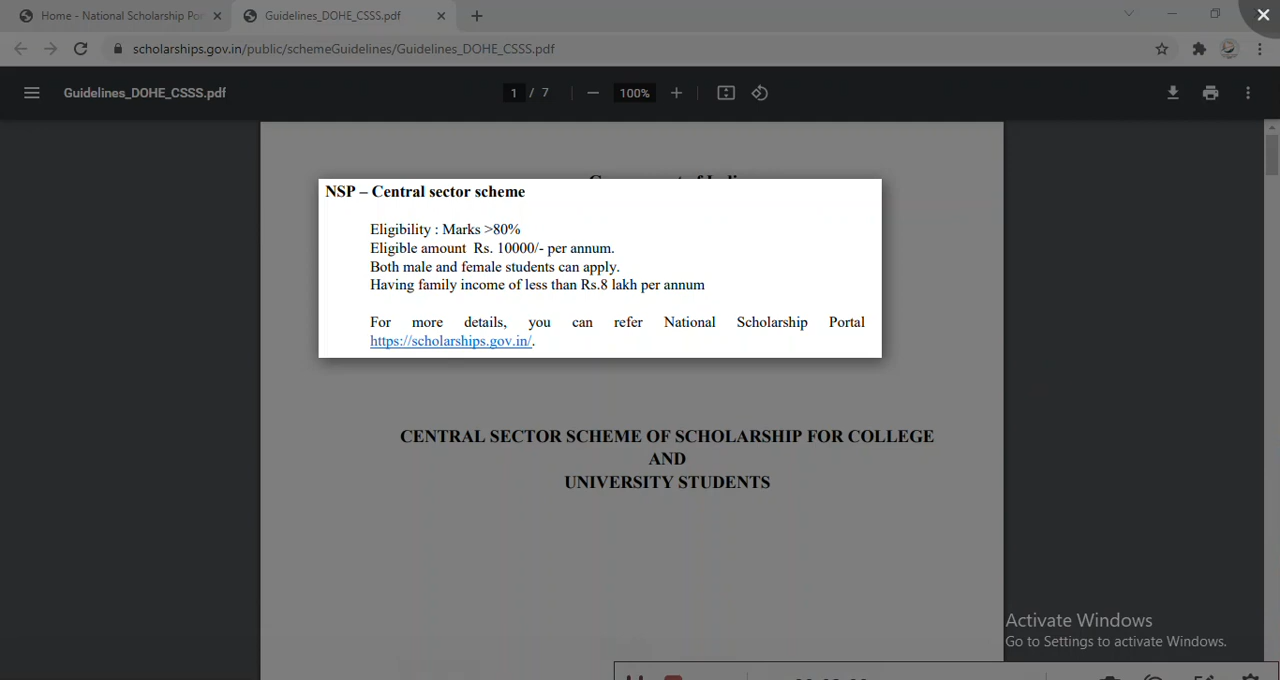 Home - National Scholarship Por
Guidelines_DOHE_CSSS.pdf
scholarships.gov.in/public/schemeGuidelines/Guidelines_DOHE_CSSS.pdf
Guidelines_DOHE_CSSS.pdf
1 / 7
100%
NSP – Central sector scheme
Eligibility : Marks >80%
Eligible amount Rs. 10000/- per annum.
Both male and female students can apply.
Having family income of less than Rs.8 lakh per annum
For more details, you can refer National Scholarship Portal
https://scholarships.gov.in/.
CENTRAL SECTOR SCHEME OF SCHOLARSHIP FOR COLLEGE
AND
UNIVERSITY STUDENTS
Activate Windows
Go to Settings to activate Windows.